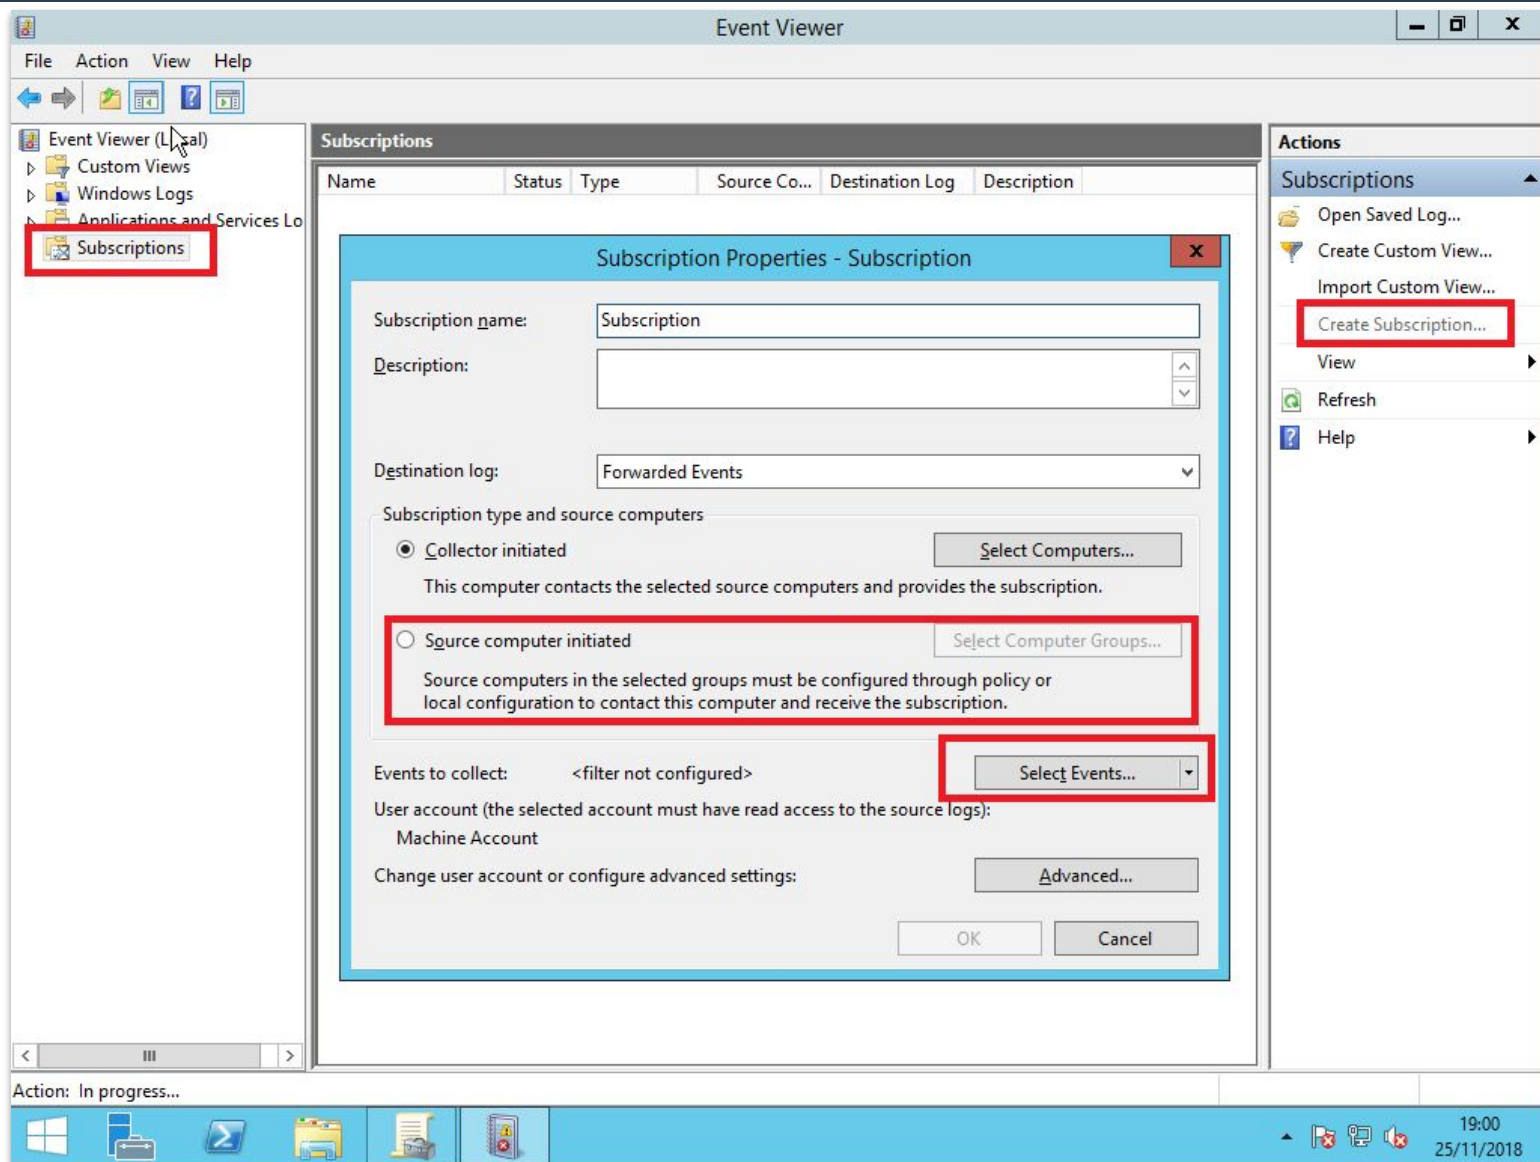 Event Viewer
File Action View Help
Event Viewer (Local)
Custom Views
Windows Logs
Applications and Services Lo
Subscriptions
Subscriptions
Name Status Type Source Co... Destination Log Description
Subscription Properties - Subscription
Subscription name: Subscription
Description:
Destination log: Forwarded Events
Subscription type and source computers
Collector initiated Select Computers...
This computer contacts the selected source computers and provides the subscription.
Source computer initiated Select Computer Groups...
Source computers in the selected groups must be configured through policy or
local configuration to contact this computer and receive the subscription.
Events to collect: <filter not configured> Select Events...
User account (the selected account must have read access to the source logs):
Machine Account
Change user account or configure advanced settings: Advanced...
OK Cancel
Actions
Subscriptions
Open Saved Log...
Create Custom View...
Import Custom View...
Create Subscription...
View
Refresh
Help
Action: In progress...
19:00
25/11/2018